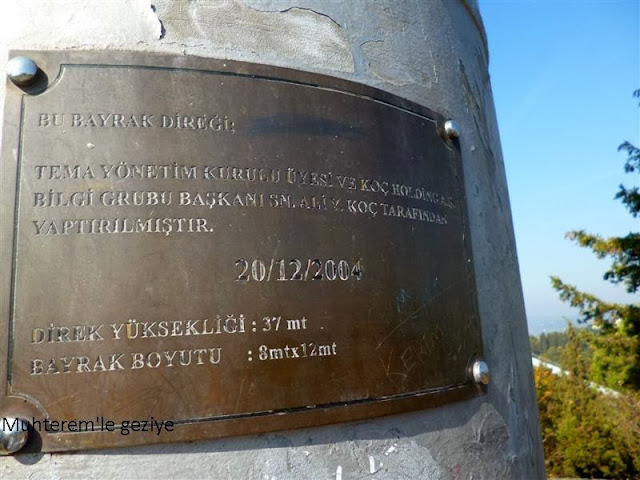 BU BAYRAK DİREĞİ;
TEMA YÖNETİM KURULU ÜYESİ VE KOÇ HOLDİNG A.Ş.
BİLGİ GRUBU BAŞKANI SN. ALİ Y. KOÇ TARAFINDAN
YAPTIRILMIŞTIR.
20/12/2004
DİREK YÜKSEKLİĞİ : 37 mt
BAYRAK BOYUTU : 8mtx12mt
Muhterem'le geziye